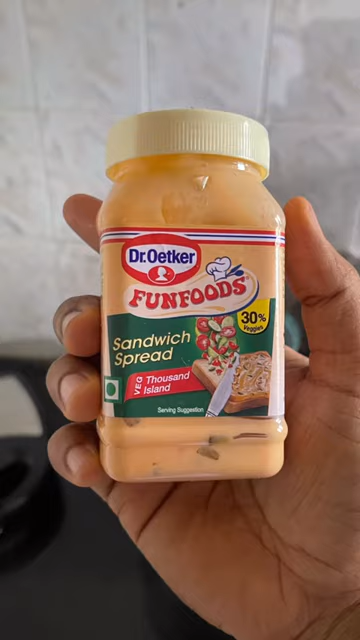 Dr.Oetker
FUNFOODS
30%
Veggies
Sandwich
Spread
VEG Thousand
Island
Serving Suggestion